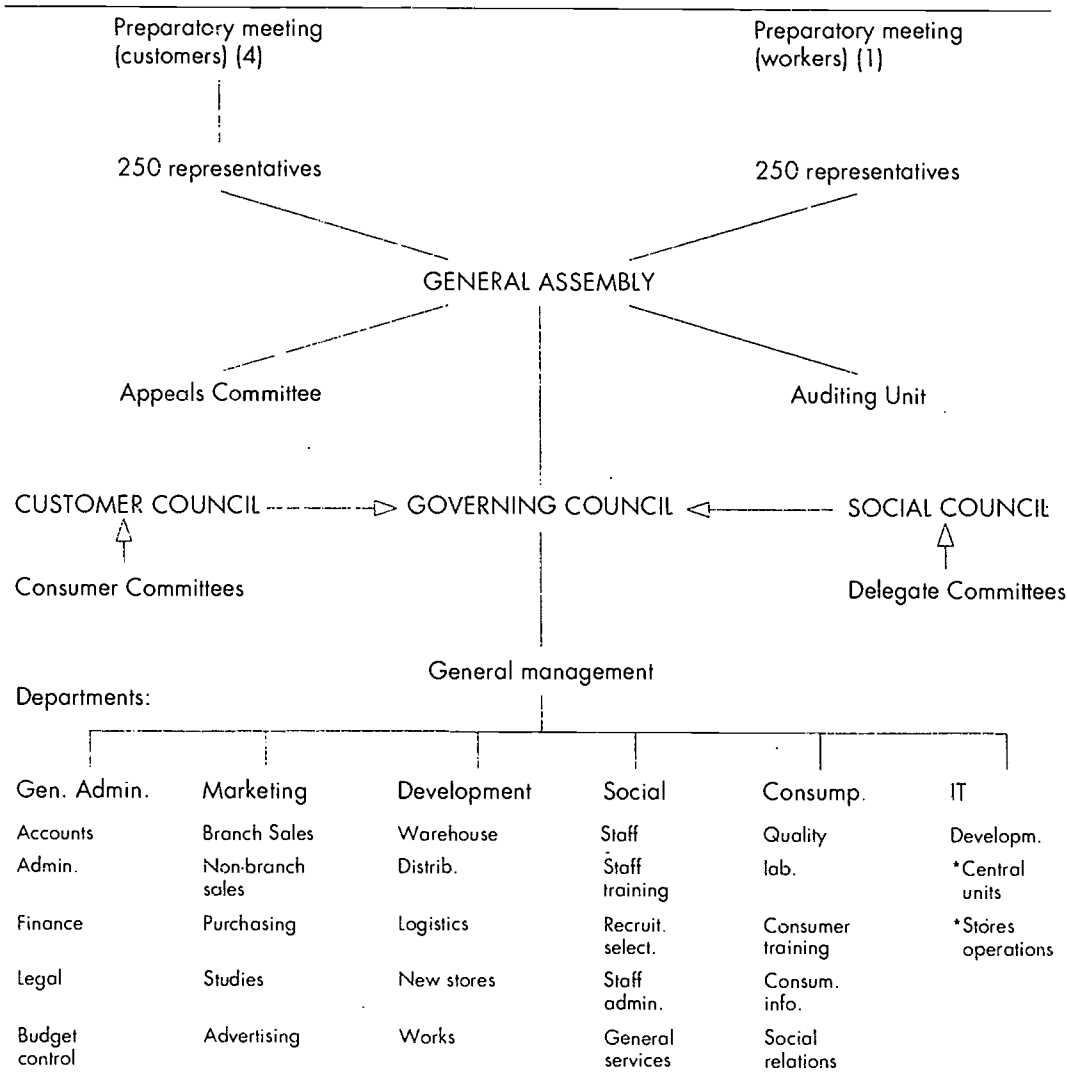 Preparatory meeting
(customers) (4)
Preparatory meeting
(workers) (1)
250 representatives
250 representatives
GENERAL ASSEMBLY
Appeals Committee
Auditing Unit
CUSTOMER COUNCIL
GOVERNING COUNCIL
SOCIAL COUNCIL
Consumer Committees
Delegate Committees
General management
Departments:
Gen. Admin.
Marketing
Development
Social
Consump.
IT
Accounts
Branch Sales
Warehouse
Staff
Quality
Developm.
Admin.
Non-branch
sales
Distrib.
Staff
training
lab.
*Central
units
Finance
Purchasing
Logistics
Recruit.
select.
Consumer
training
*Stores
operations
Legal
Studies
New stores
Staff
admin.
Consum.
info.
Budget
control
Advertising
Works
General
services
Social
relations